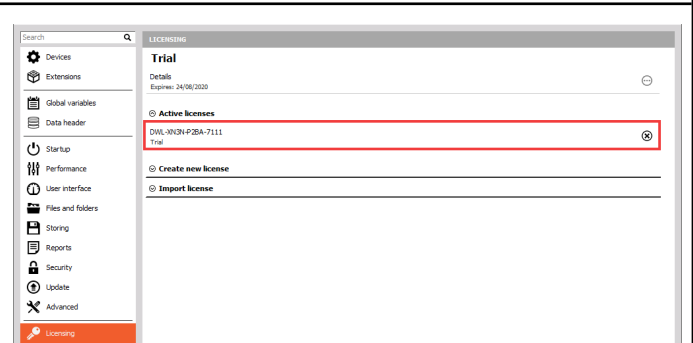 Search
Devices
Extensions
Global variables
Data header
Startup
Performance
User interface
Files and folders
Storing
Reports
Security
Update
Advanced
Licensing
LICENSING
Trial
Details
Expires: 24/08/2020
Active licenses
DWL-XN3N-P2BA-7111
Trial
Create new license
Import license